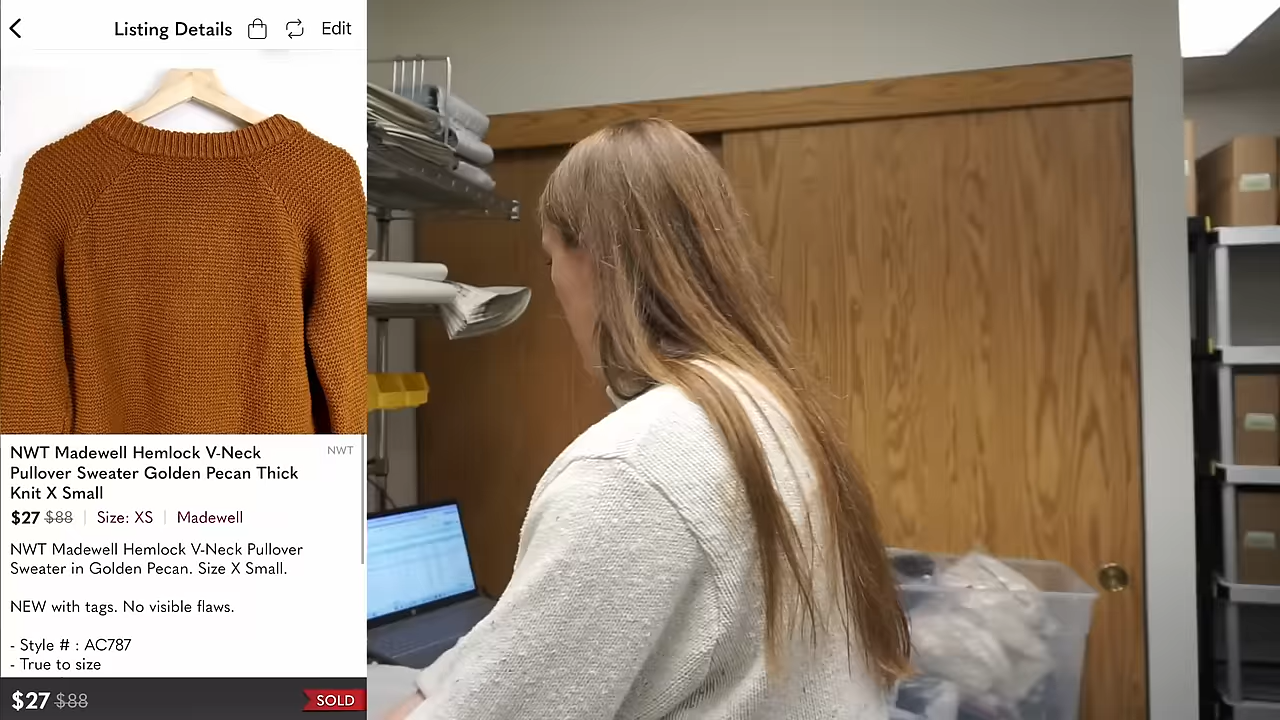 Listing Details
Edit
NWT Madewell Hemlock V-Neck
Pullover Sweater Golden Pecan Thick
Knit X Small
NWT
$27 $88 Size: XS Madewell
NWT Madewell Hemlock V-Neck Pullover
Sweater in Golden Pecan. Size X Small.
NEW with tags. No visible flaws.
- Style # : AC787
- True to size
$27 $88
SOLD